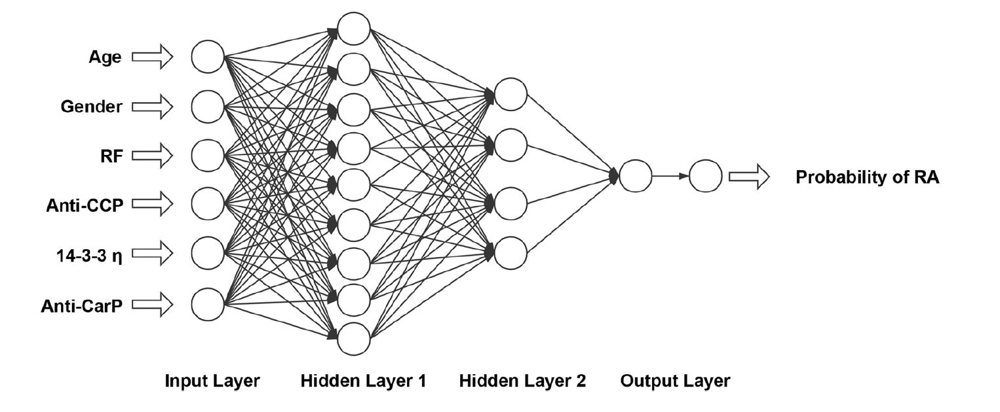 Age
Gender
RF
Anti-CCP
14-3-3 η
Anti-CarP
Probability of RA
Input Layer
Hidden Layer 1
Hidden Layer 2
Output Layer